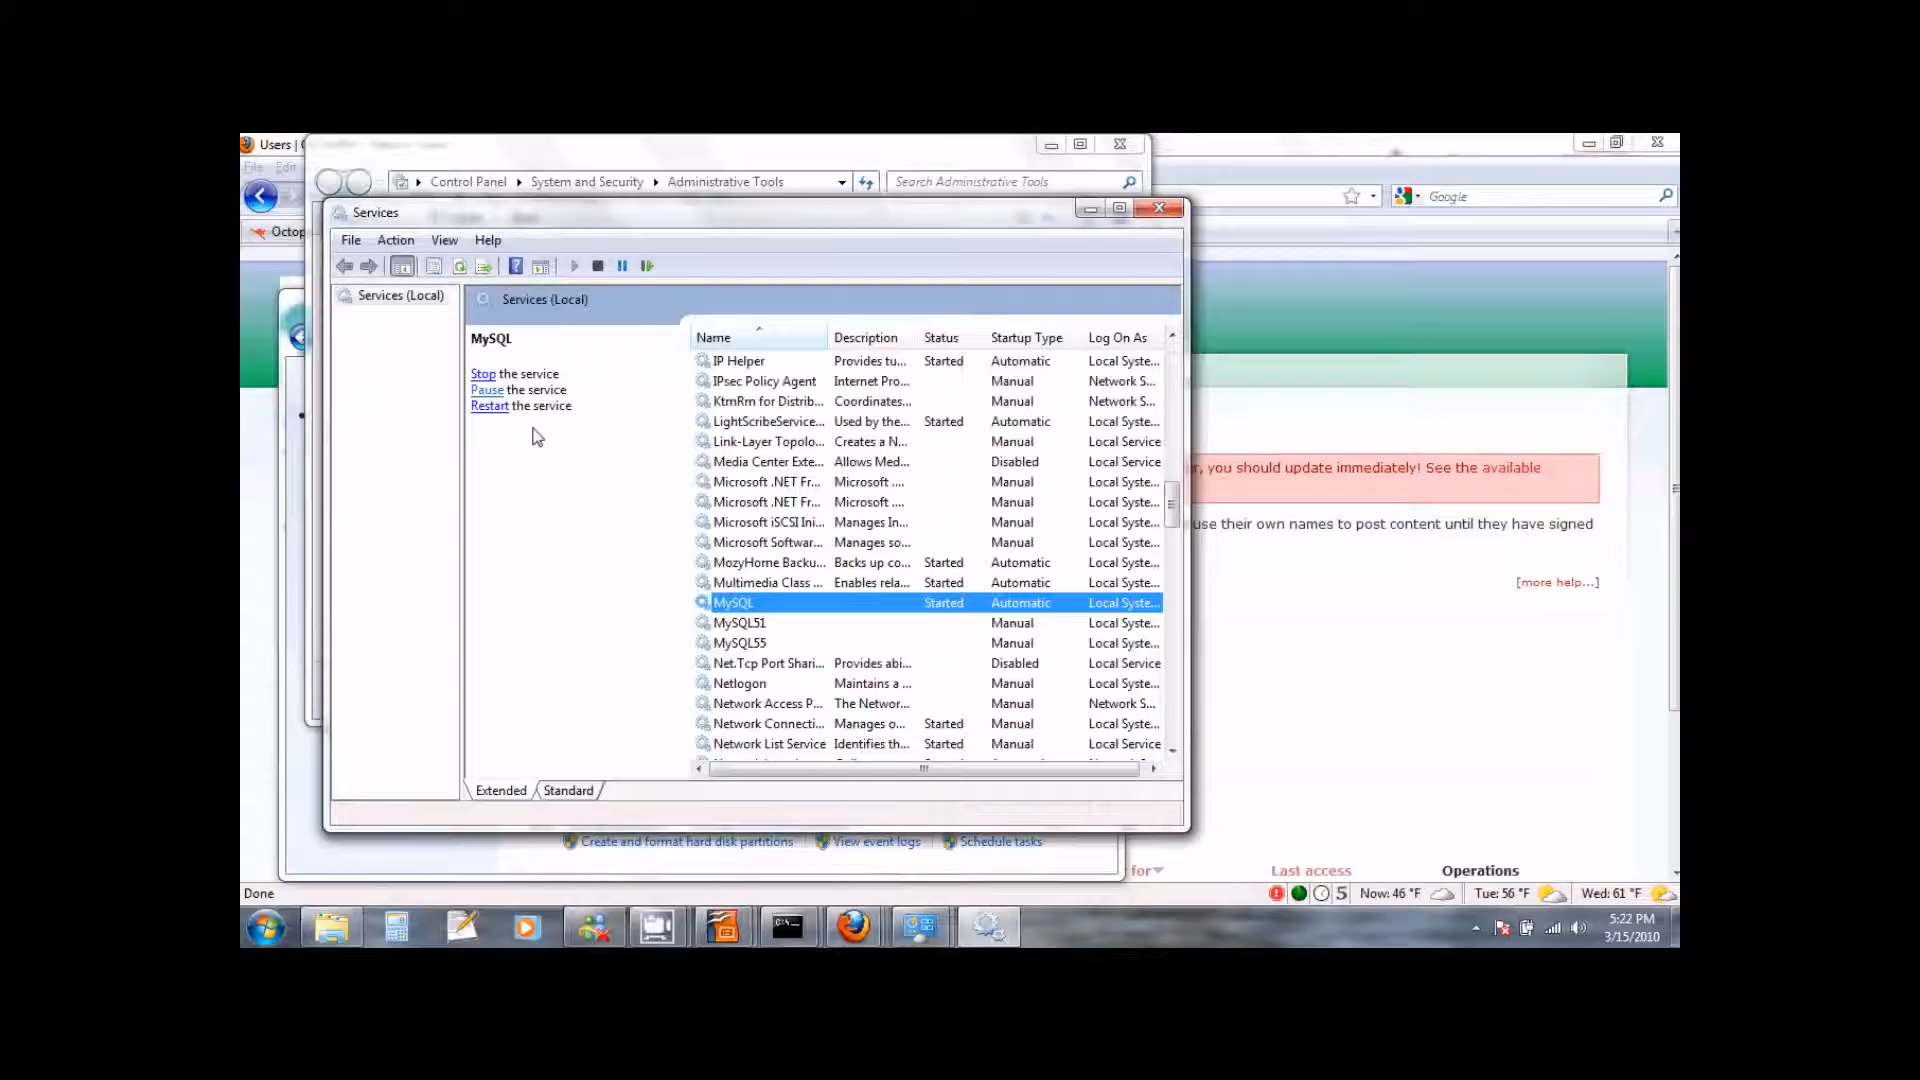 Users |
Control Panel System and Security Administrative Tools
Search Administrative Tools
Google
Octop
Services
File Action View Help
Services (Local)
Services (Local)
MySQL
Stop the service
Pause the service
Restart the service
Name Description Status Startup Type Log On As
IP Helper Provides tu... Started Automatic Local Syste...
IPsec Policy Agent Internet Pro... Manual Network S...
KtmRm for Distrib... Coordinates... Manual Network S...
LightScribeService... Used by the... Started Automatic Local Syste...
Link-Layer Topolo... Creates a N... Manual Local Service
Media Center Exte... Allows Med... Disabled Local Service
Microsoft .NET Fr... Microsoft .... Manual Local Syste...
Microsoft .NET Fr... Microsoft .... Manual Local Syste...
Microsoft iSCSI Ini... Manages In... Manual Local Syste...
Microsoft Softwar... Manages so... Manual Local Syste...
MozyHome Backu... Backs up co... Started Automatic Local Syste...
Multimedia Class ... Enables rela... Started Automatic Local Syste...
MySQL Started Automatic Local Syste...
MySQL51 Manual Local Syste...
MySQL55 Manual Local Syste...
Net.Tcp Port Shari... Provides abi... Disabled Local Service
Netlogon Maintains a ... Manual Local Syste...
Network Access P... The Networ... Manual Network S...
Network Connecti... Manages o... Started Manual Local Syste...
Network List Service Identifies th... Started Manual Local Service
Extended Standard
r, you should update immediately! See the available
use their own names to post content until they have signed
[more help...]
Create and format hard disk partitions View event logs Schedule tasks
for Last access Operations
Done
5 Now: 46 °F Tue: 56 °F Wed: 61 °F
5:22 PM
3/15/2010